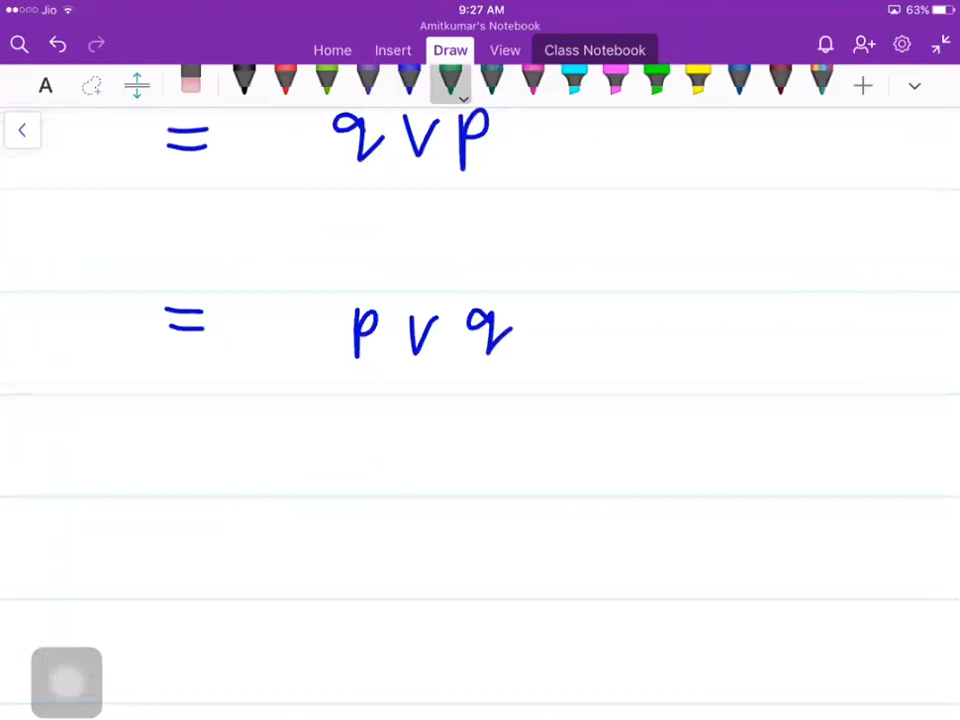 Jio 9:27 AM 63%
Amitkumar's Notebook
Home Insert Draw View Class Notebook
A
= q v p
= p v q